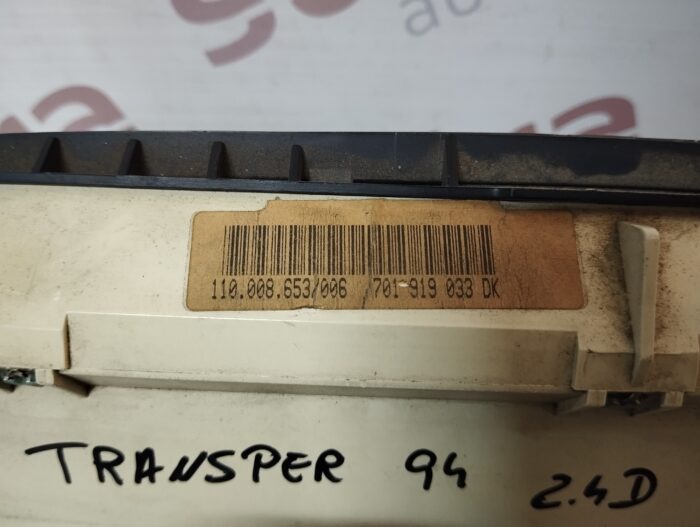 110.008.653/006 701 919 033 DK
TRANSPER 94 2.4D